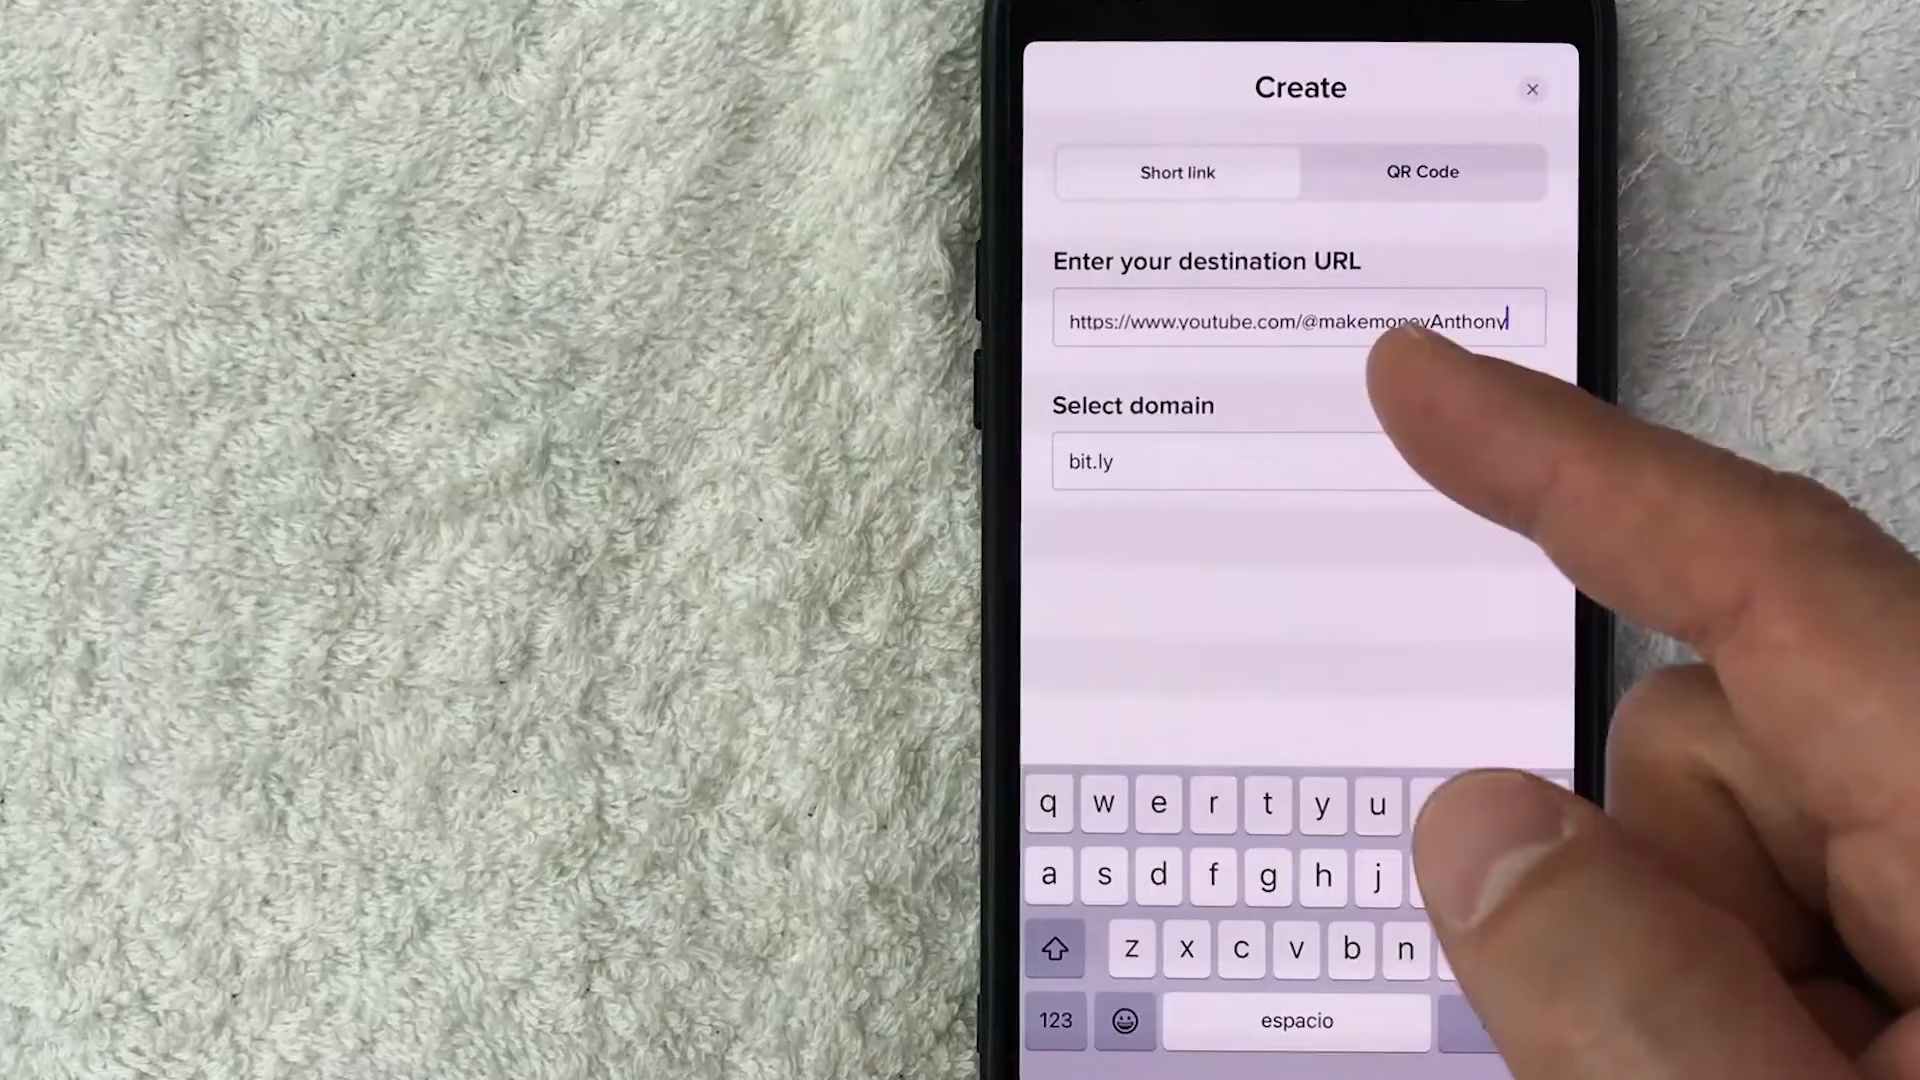 Create
Short link
QR Code
Enter your destination URL
https://www.youtube.com/@makemoneyAnthony
Select domain
bit.ly
q w e r t y u
a s d f g h j
z x c v b n
123
espacio